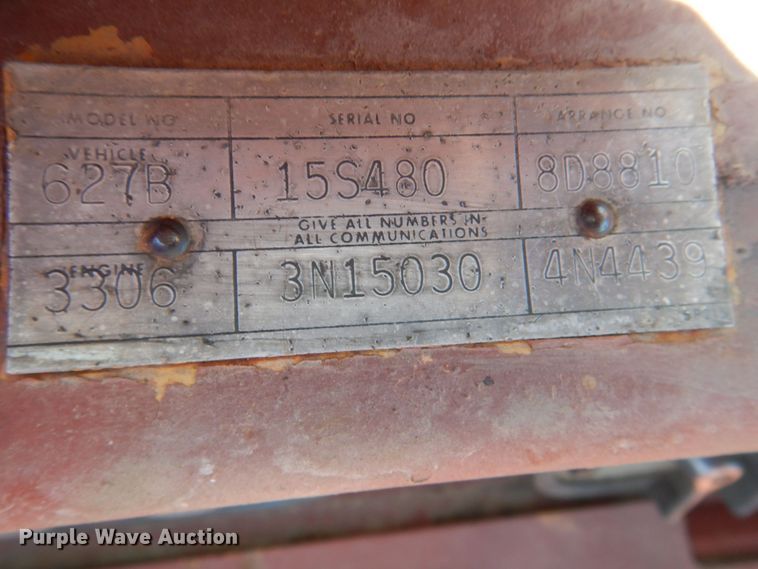 MODEL NO SERIAL NO ARRANGE NO
VEHICLE
627B 15S480 8D8810
GIVE ALL NUMBERS IN
ALL COMMUNICATIONS
ENGINE
3306 3N15030 4N4439
Purple Wave Auction